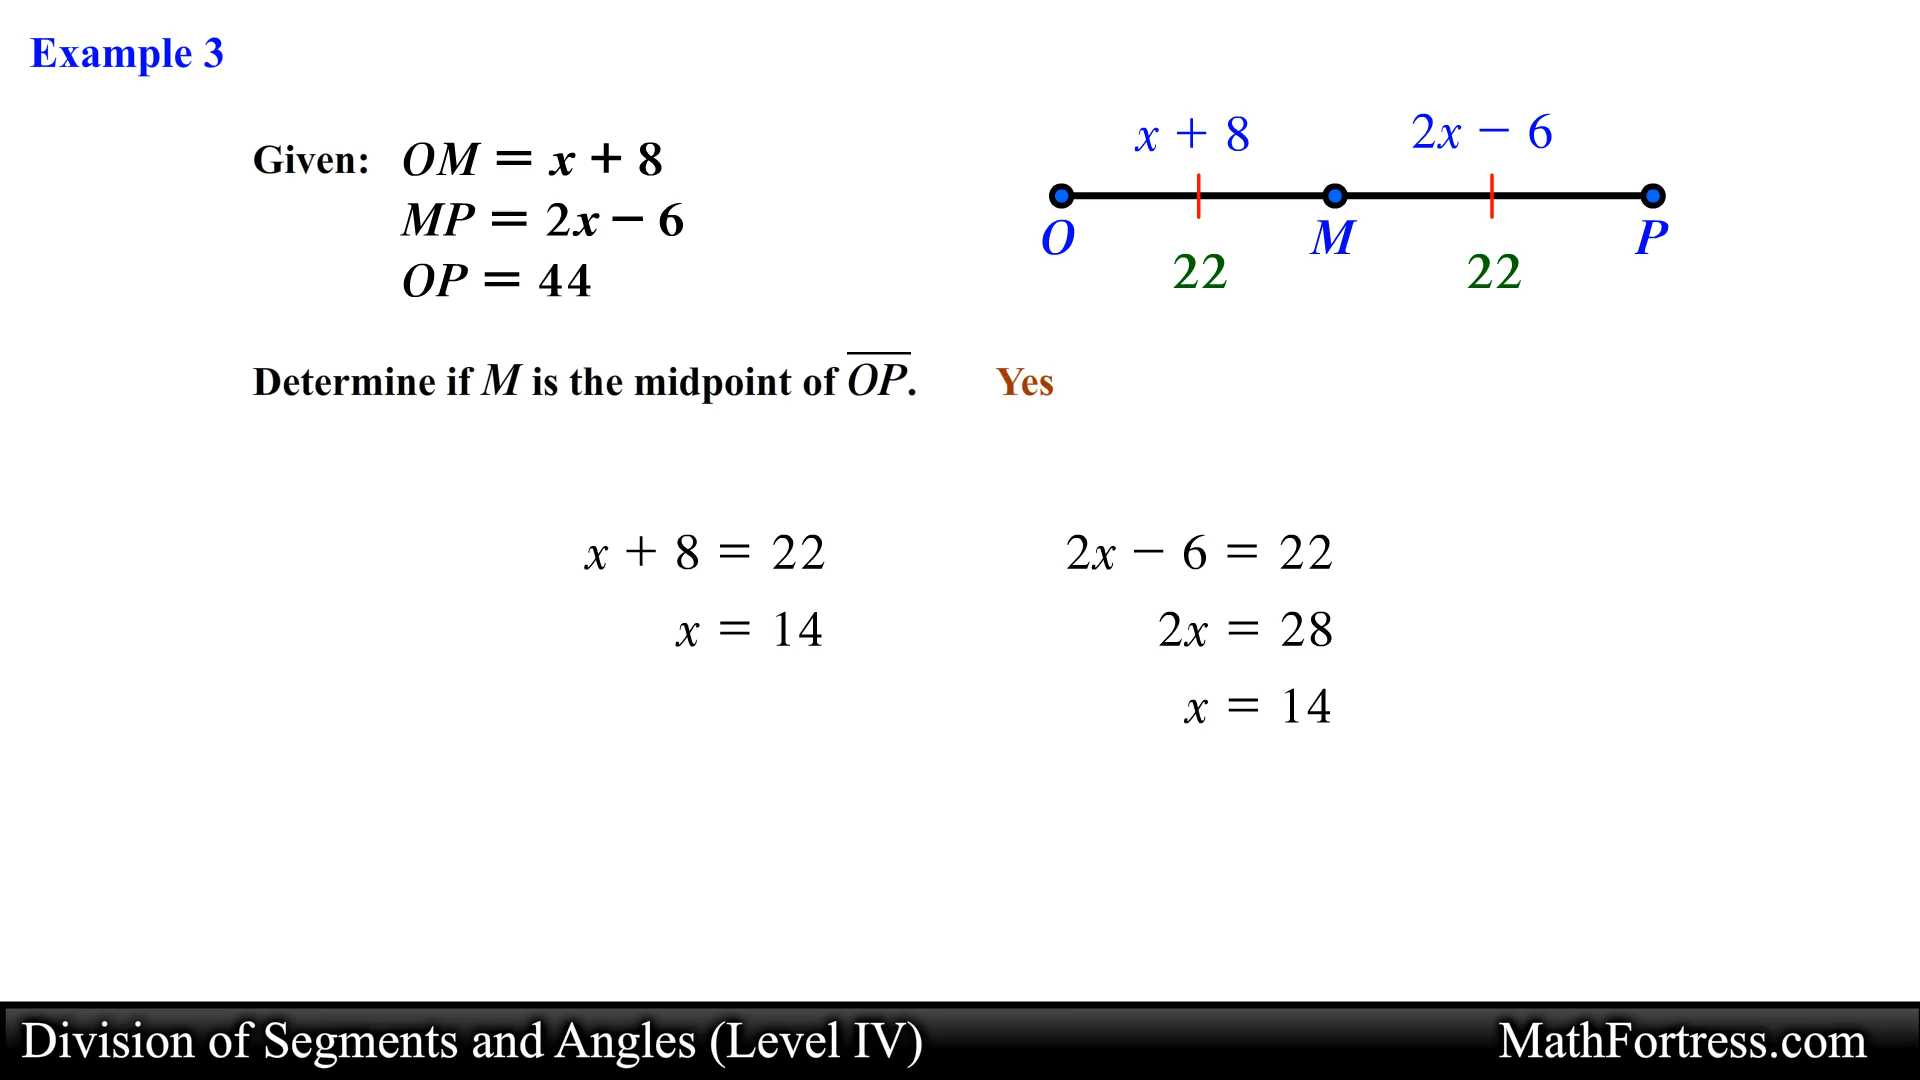 Example 3
Given: OM = x + 8
MP = 2x − 6
OP = 44
x + 8 2x − 6
O M P
22 22
Determine if M is the midpoint of O͞P. Yes
x + 8 = 22 2x − 6 = 22
x = 14 2x = 28
x = 14
Division of Segments and Angles (Level IV) MathFortress.com